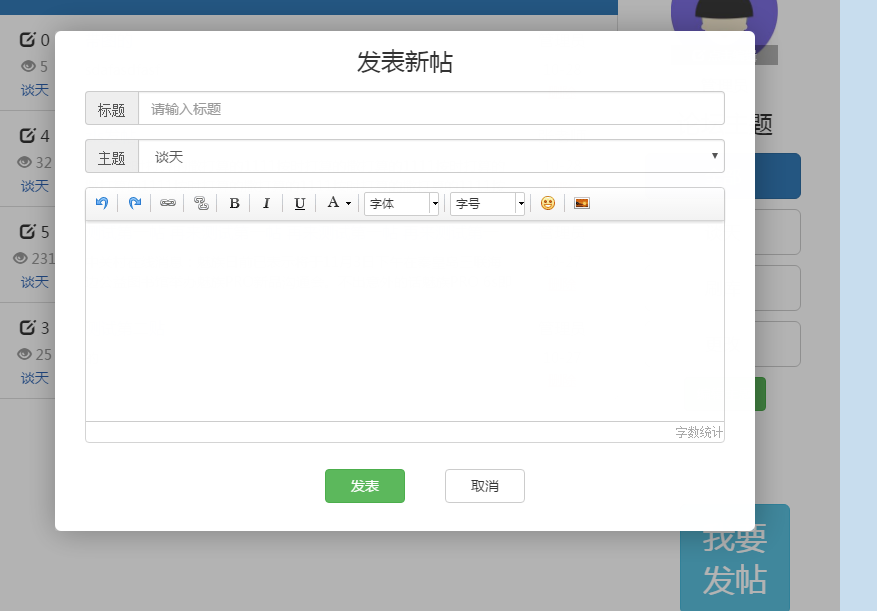 0
5
谈天
4
32
谈天
5
231
谈天
3
25
谈天
发表新帖
标题 请输入标题
主题 谈天
B I U A 字体 字号
字数统计
发表 取消
题
我要
发帖